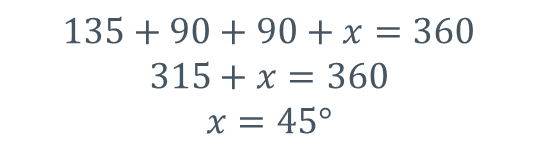 135 + 90 + 90 + 𝑥 = 360
315 + 𝑥 = 360
𝑥 = 45°